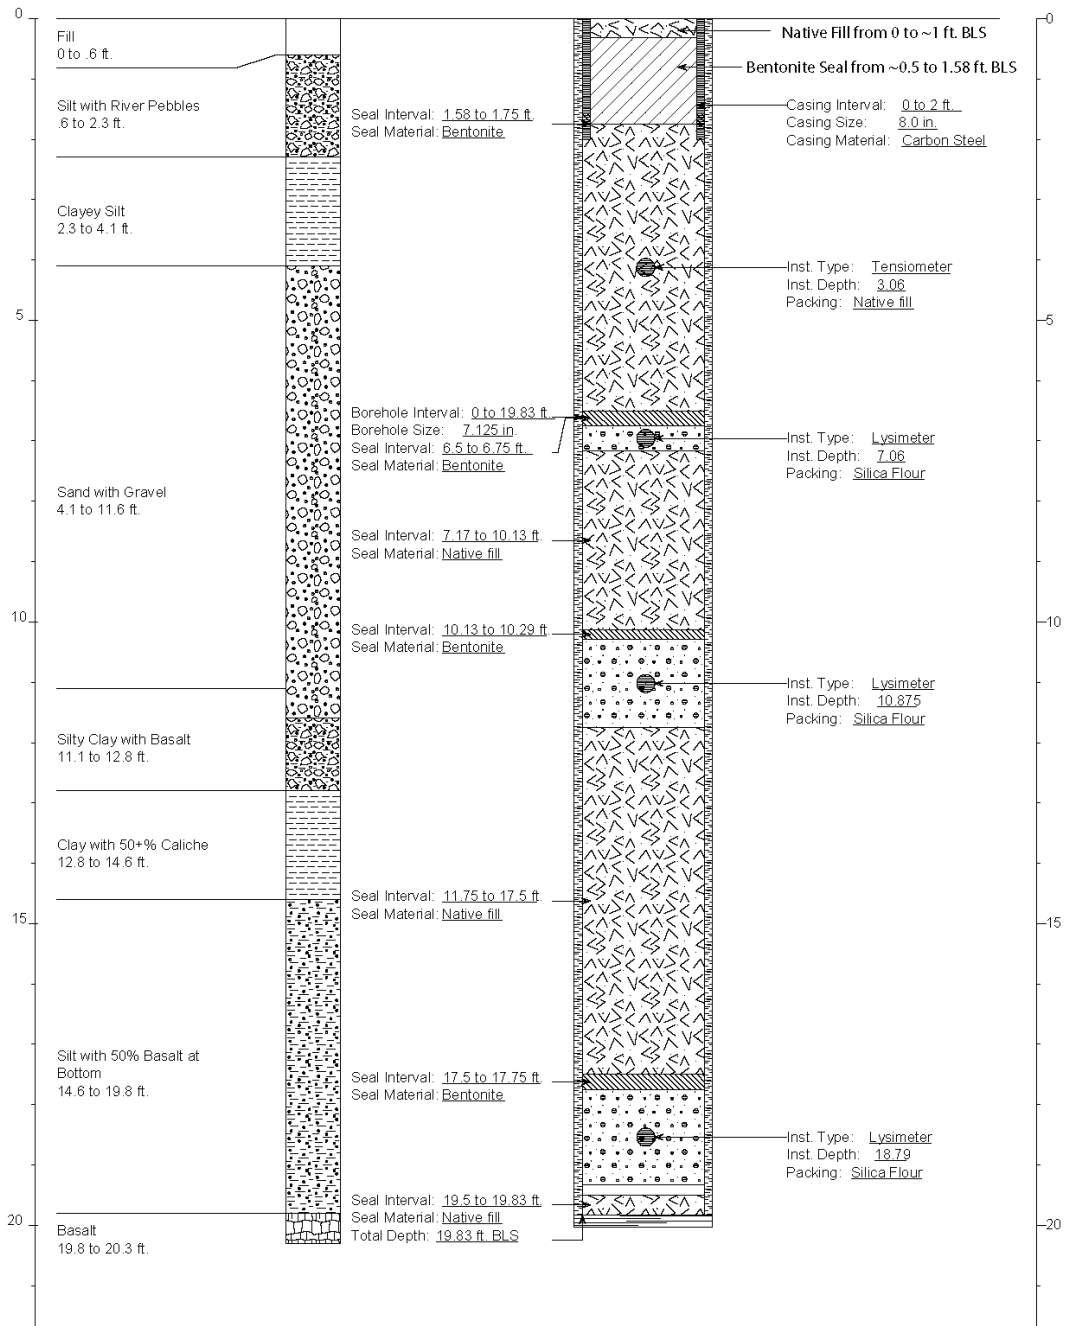 0
Fill
0 to .6 ft.
Silt with River Pebbles
.6 to 2.3 ft.
Clayey Silt
2.3 to 4.1 ft.
5
Sand with Gravel
4.1 to 11.6 ft.
10
Silty Clay with Basalt
11.1 to 12.8 ft.
Clay with 50+% Caliche
12.8 to 14.6 ft.
15
Silt with 50% Basalt at
Bottom
14.6 to 19.8 ft.
20
Basalt
19.8 to 20.3 ft.
Seal Interval: 1.58 to 1.75 ft.
Seal Material: Bentonite
Borehole Interval: 0 to 19.83 ft.
Borehole Size: 7.125 in.
Seal Interval: 6.5 to 6.75 ft.
Seal Material: Bentonite
Seal Interval: 7.17 to 10.13 ft.
Seal Material: Native fill
Seal Interval: 10.13 to 10.29 ft.
Seal Material: Bentonite
Seal Interval: 11.75 to 17.5 ft.
Seal Material: Native fill
Seal Interval: 17.5 to 17.75 ft.
Seal Material: Bentonite
Seal Interval: 19.5 to 19.83 ft.
Seal Material: Native fill
Total Depth: 19.83 ft. BLS
Native Fill from 0 to ~1 ft. BLS
Bentonite Seal from ~0.5 to 1.58 ft. BLS
Casing Interval: 0 to 2 ft.
Casing Size: 8.0 in.
Casing Material: Carbon Steel
Inst. Type: Tensiometer
Inst. Depth: 3.06
Packing: Native fill
Inst. Type: Lysimeter
Inst. Depth: 7.06
Packing: Silica Flour
Inst. Type: Lysimeter
Inst. Depth: 10.875
Packing: Silica Flour
Inst. Type: Lysimeter
Inst. Depth: 18.79
Packing: Silica Flour
0
5
10
15
20